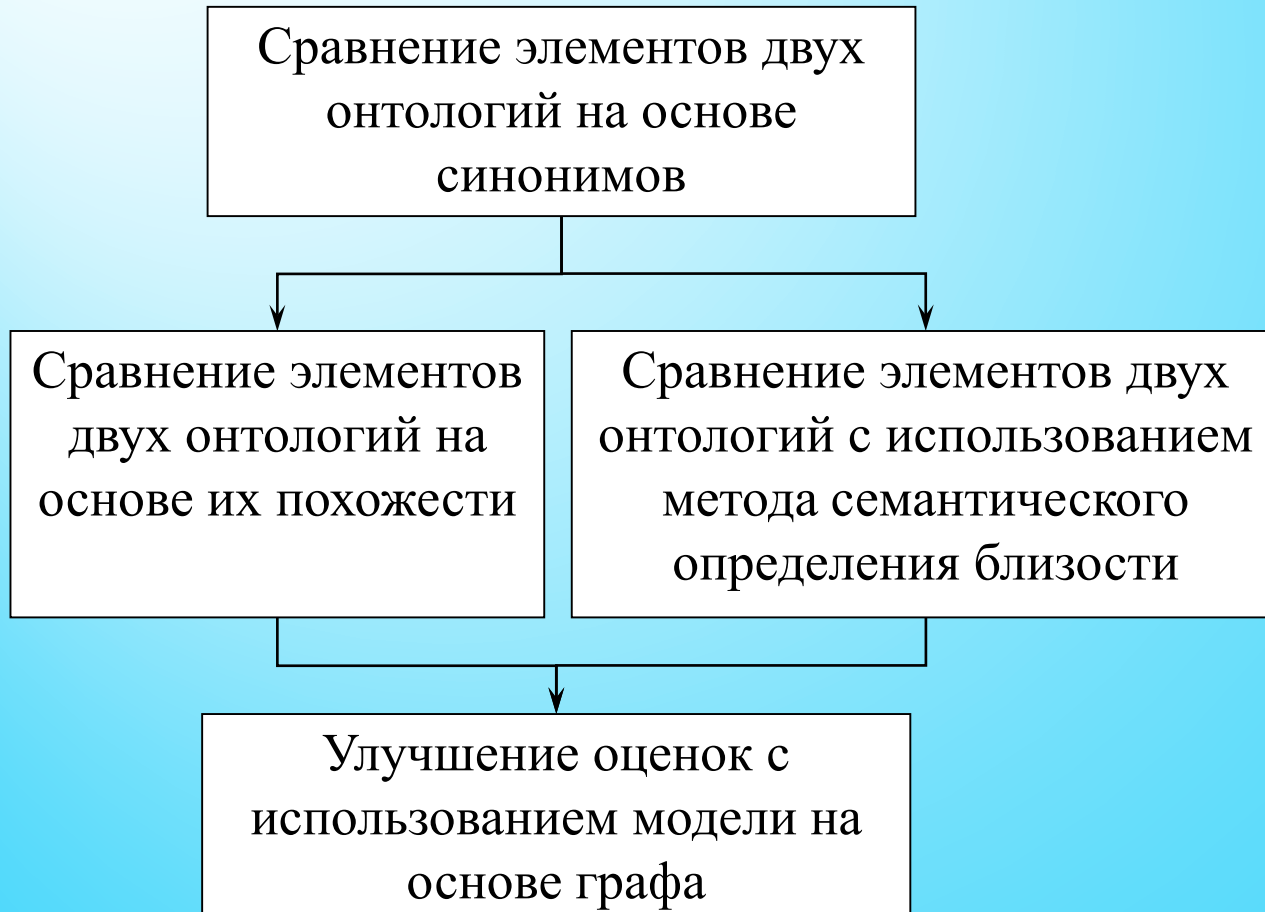 Сравнение элементов двух
онтологий на основе
синонимов
Сравнение элементов
двух онтологий на
основе их похожести
Сравнение элементов двух
онтологий с использованием
метода семантического
определения близости
Улучшение оценок с
использованием модели на
основе графа